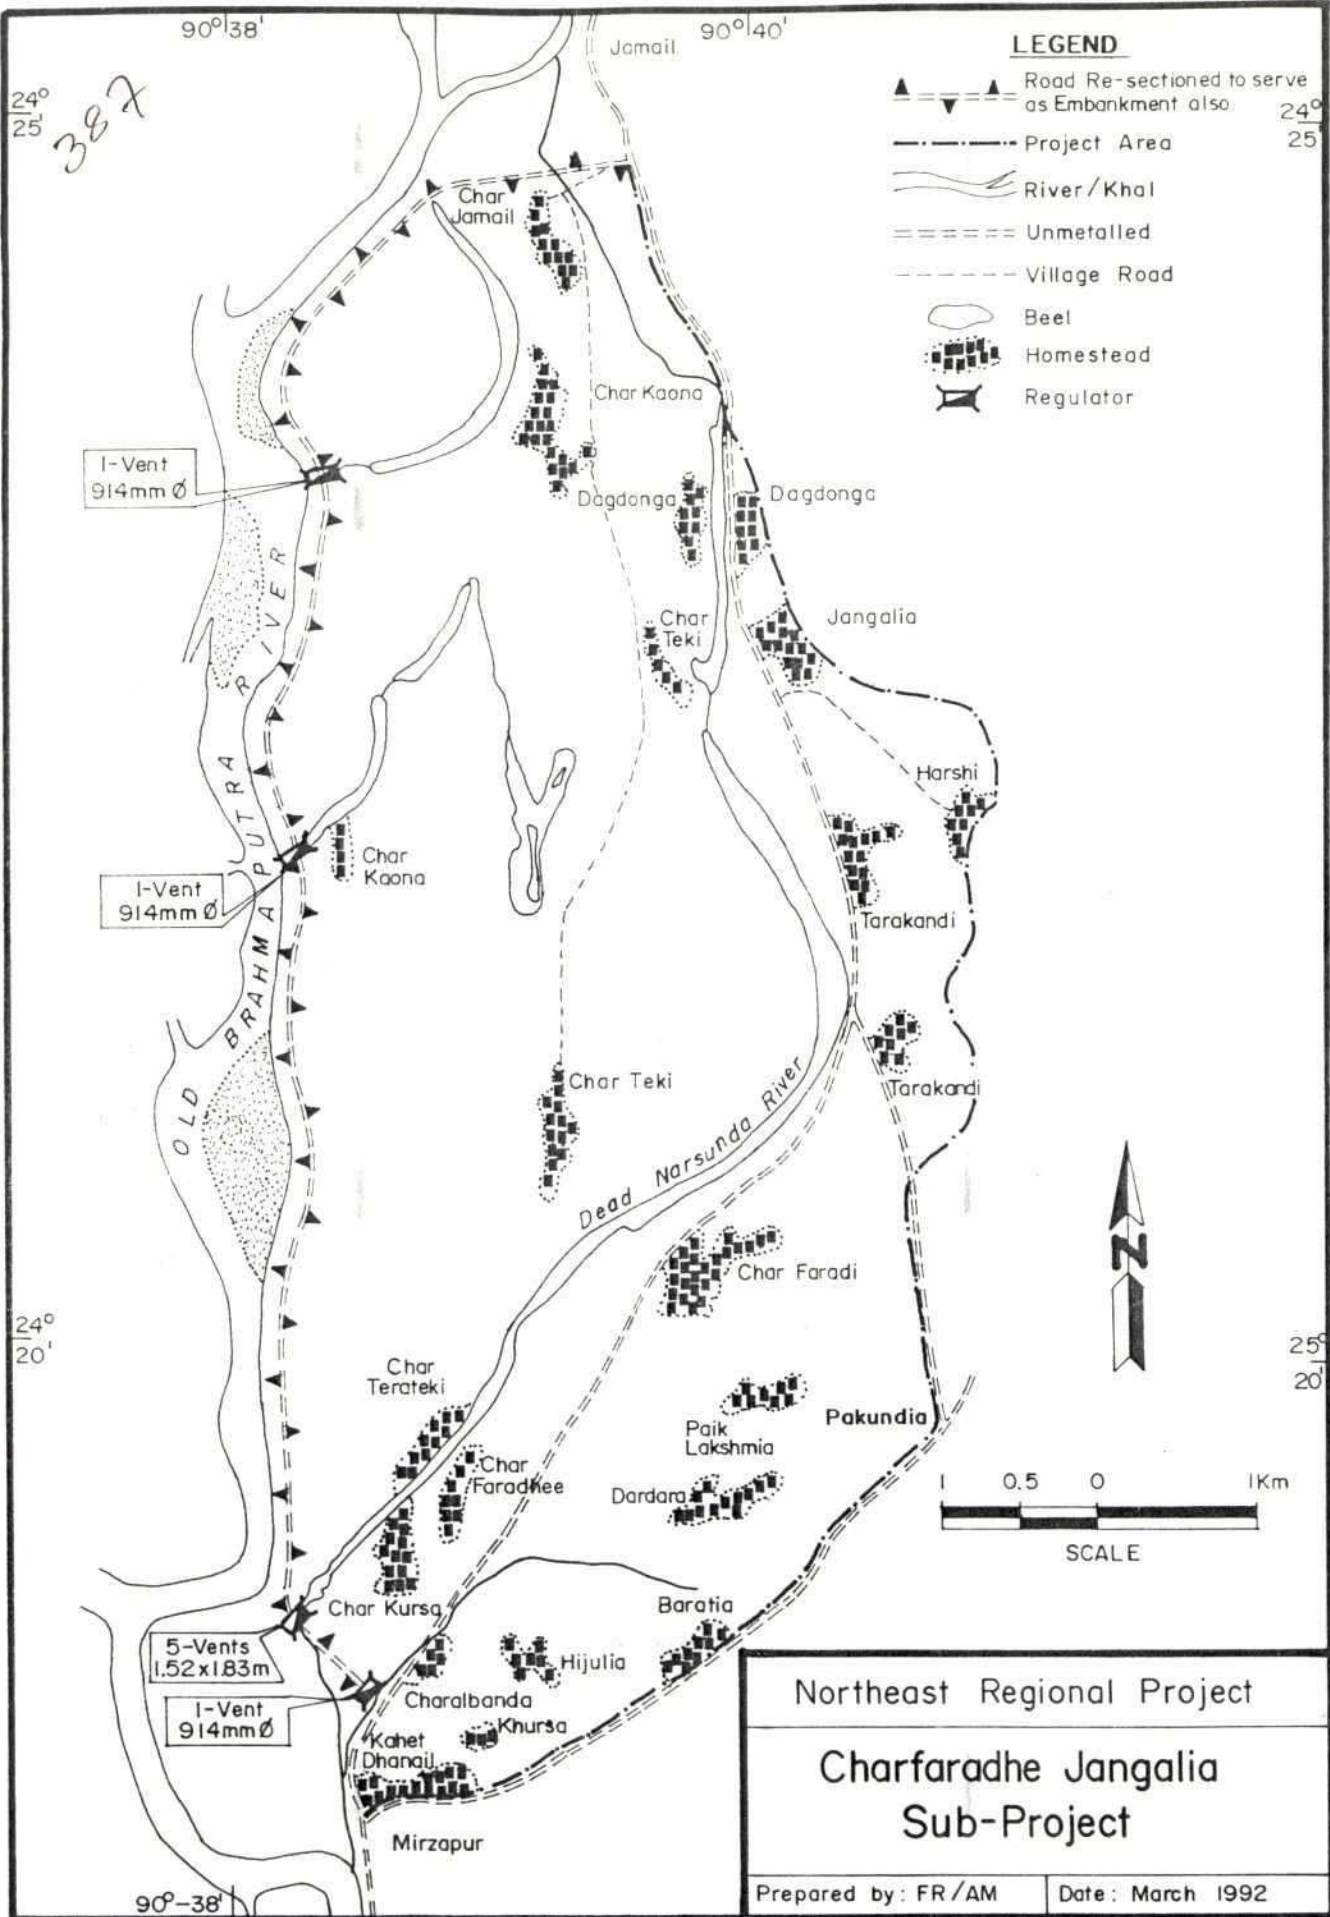 90°38'
90°40'
Jamail
LEGEND
Road Re-sectioned to serve
as Embankment also
Project Area
River/Khal
Unmetalled
Village Road
Beel
Homestead
Regulator
24°
25'
24°
25'
387
Char
Jamail
Char Kaona
1-Vent
914mm Ø
Dagdonga
Dagdonga
Char
Teki
Jangalia
Harshi
Char
Kaona
1-Vent
914mm Ø
Tarakandi
Tarakandi
OLD BRAHMAPUTRA RIVER
Char Teki
Dead Narsunda River
Char Faradi
N
24°
20'
25°
20'
Char
Terateki
Paik
Lakshmia
Pakundia
Char
Faradhee
Dardara
1 0.5 0 1Km
SCALE
Char Kursa
Baratia
5-Vents
1.52x1.83m
Hijulia
1-Vent
914mm Ø
Charalbanda
Khursa
Kahet
Dhanail
Mirzapur
90°-38'
Northeast Regional Project
Charfaradhe Jangalia
Sub-Project
Prepared by: FR/AM
Date: March 1992